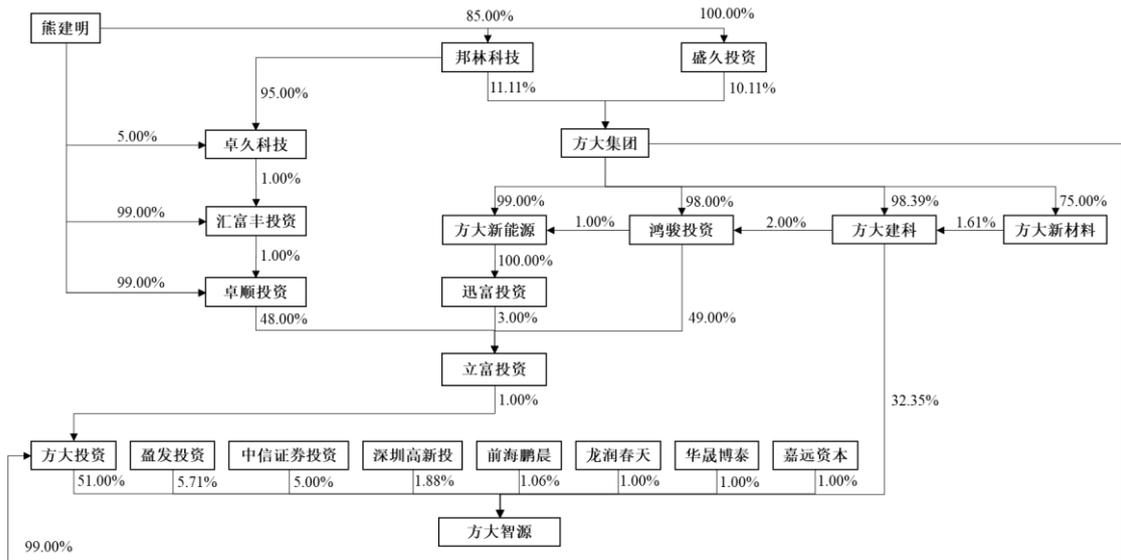 熊建明
85.00%
100.00%
邦林科技
盛久投资
95.00%
11.11%
10.11%
5.00%
卓久科技
方大集团
1.00%
99.00%
汇富丰投资
99.00%
98.00%
98.39%
75.00%
方大新能源
1.00%
鸿骏投资
2.00%
方大建科
1.61%
方大新材料
1.00%
100.00%
99.00%
卓顺投资
迅富投资
48.00%
3.00%
49.00%
立富投资
1.00%
32.35%
方大投资
盈发投资
中信证券投资
深圳高新投
前海鹏晨
龙润春天
华晟博泰
嘉远资本
51.00%
5.71%
5.00%
1.88%
1.06%
1.00%
1.00%
1.00%
方大智源
99.00%